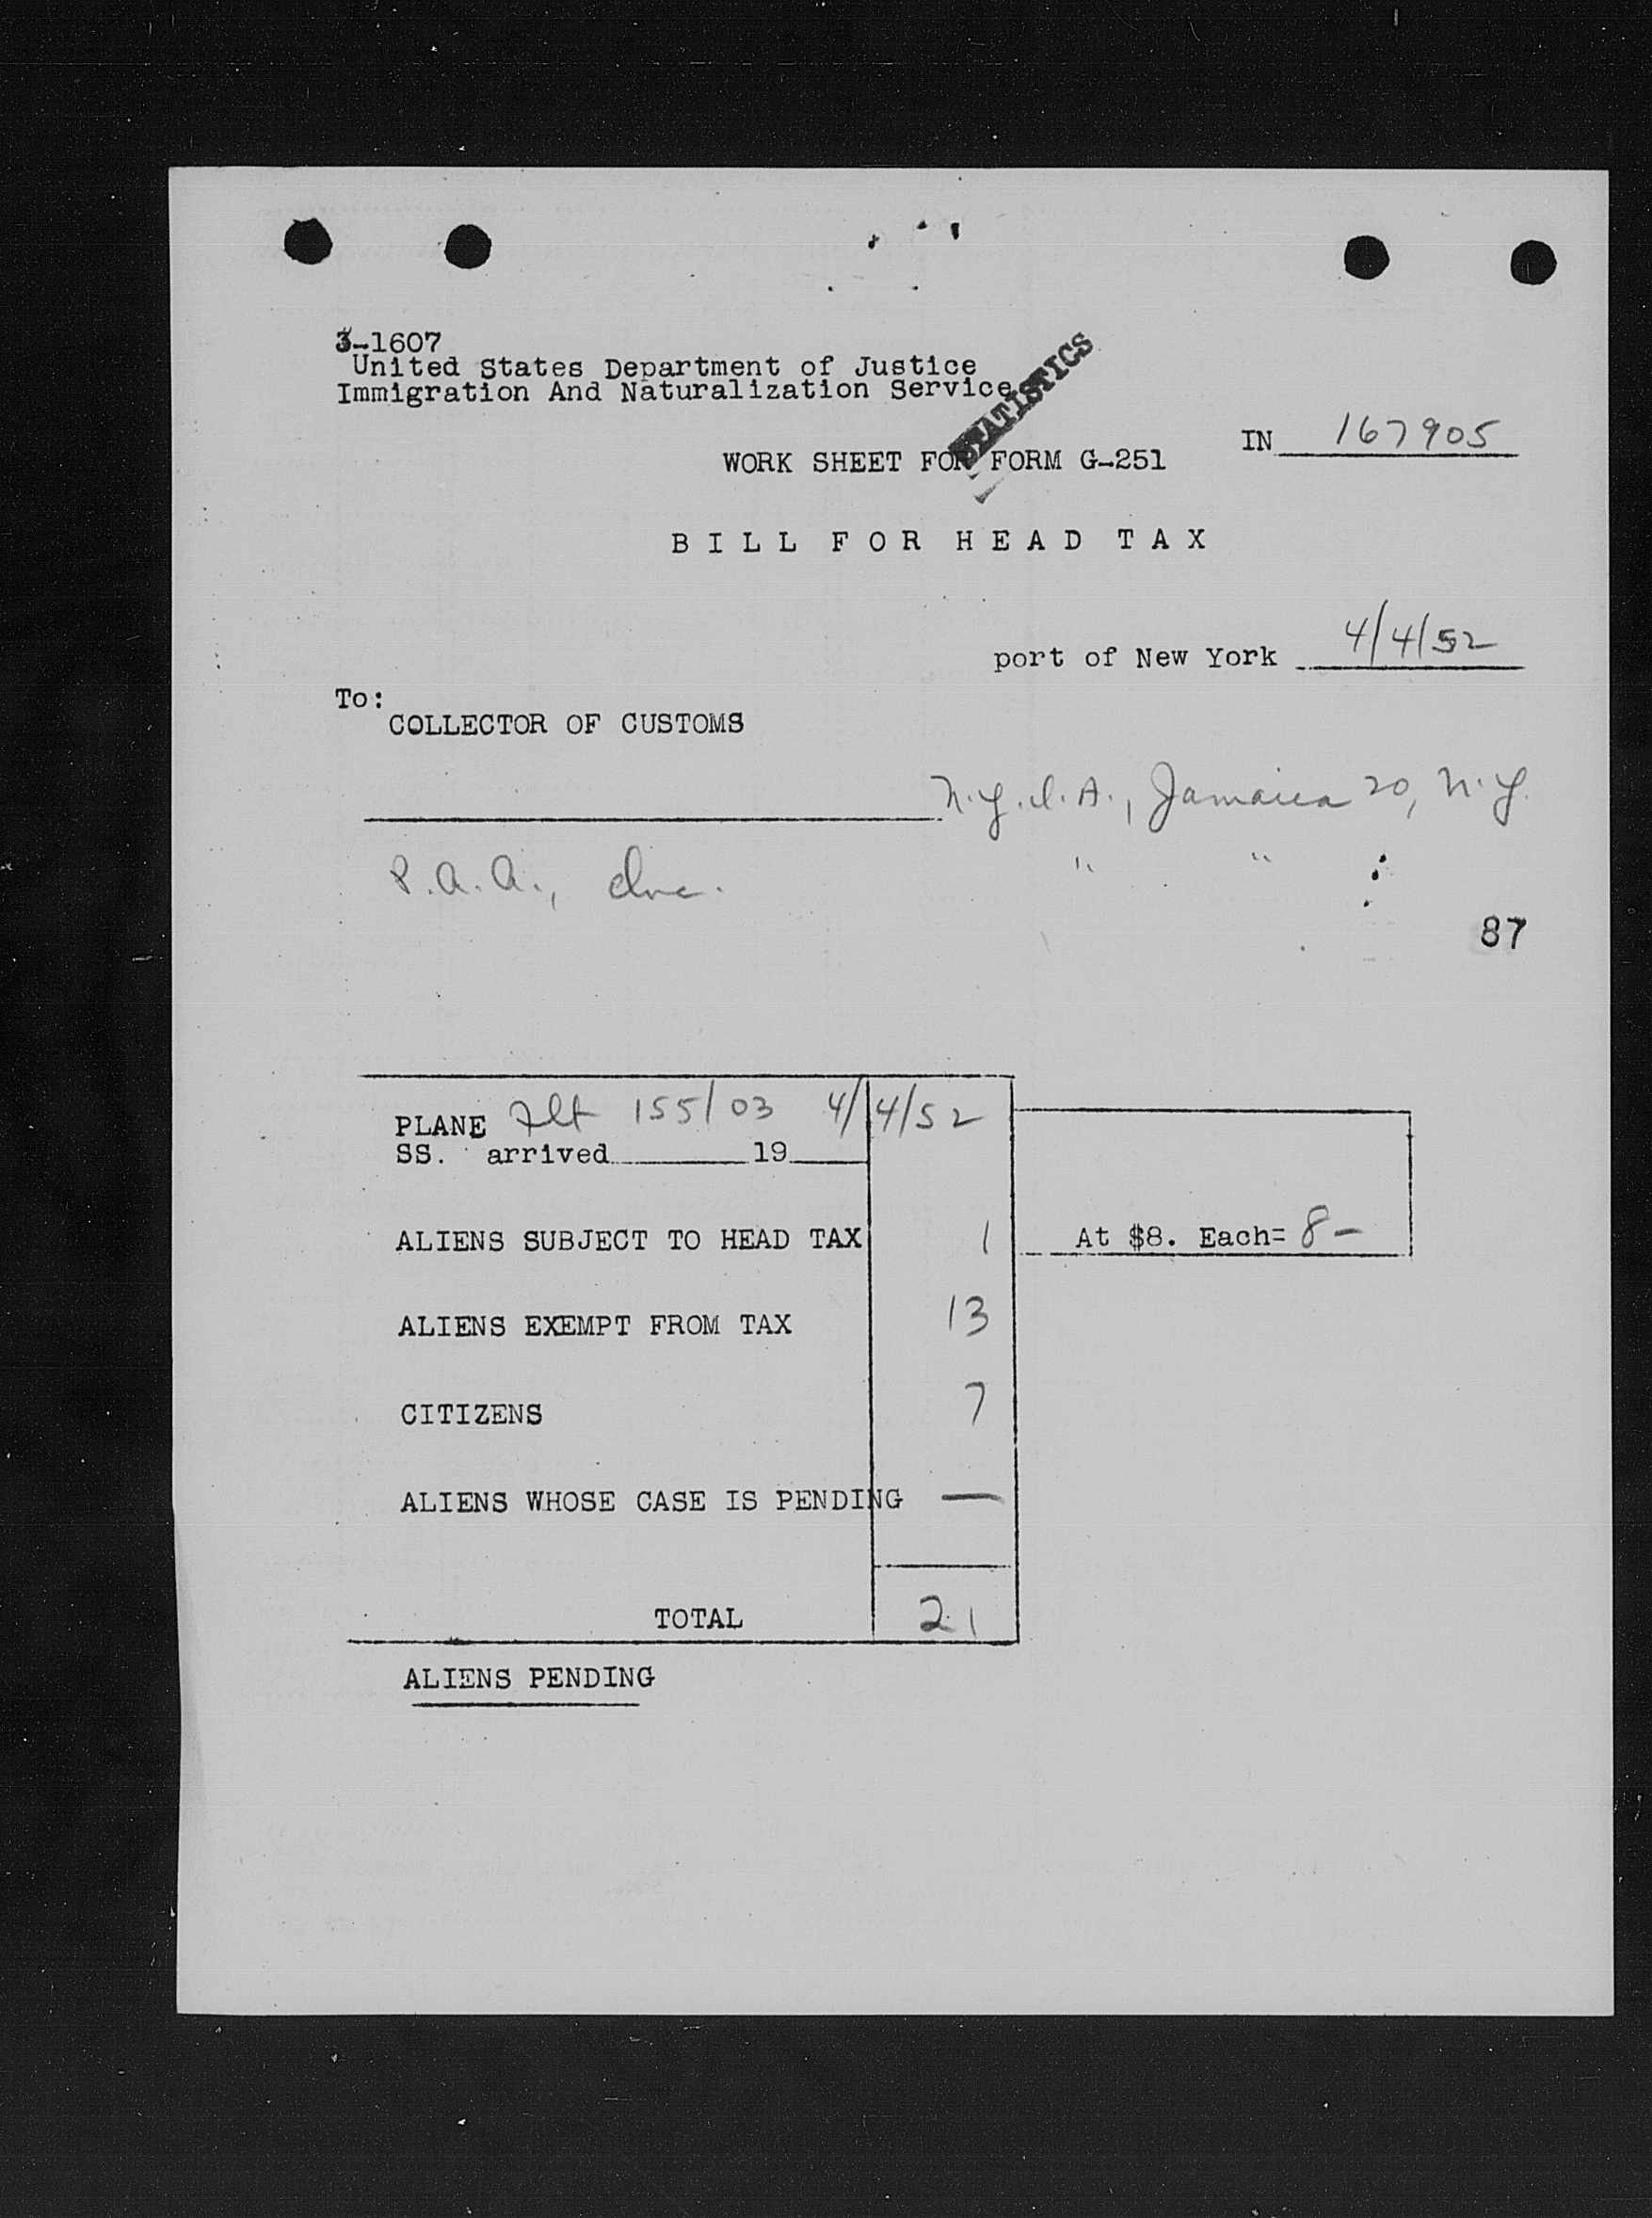 3-1607
United States Department of Justice
Immigration And Naturalization Service
STATISTICS
IN 167905
WORK SHEET FOR FORM G-251
BILL FOR HEAD TAX
port of New York 4/4/52
To:
COLLECTOR OF CUSTOMS
N.Y.I.A., Jamaica 20, N.Y.
P.A.A., Inc. " "
87
PLANE Flt 155/03 4/4/52
SS. arrived 19
ALIENS SUBJECT TO HEAD TAX 1 At $8. Each= 8-
ALIENS EXEMPT FROM TAX 13
CITIZENS 7
ALIENS WHOSE CASE IS PENDING —
TOTAL 21
ALIENS PENDING